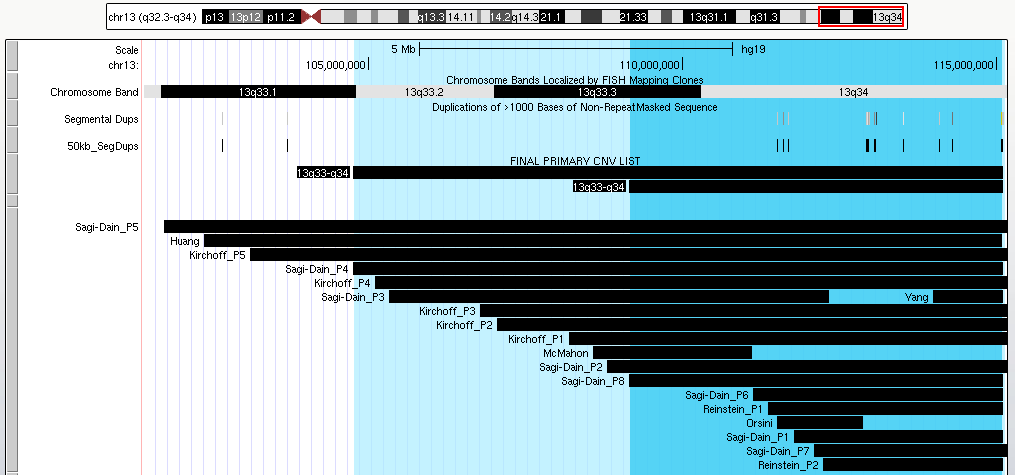 chr13 (q32.3-q34) p13 13p12 p11.2 q13.3 14.11 14.2 q14.3 21.1 21.33 13q31.1 q31.3 13q34
Scale 5 Mb hg19
chr13: 105,000,000 110,000,000 115,000,000
Chromosome Bands Localized by FISH Mapping Clones
Chromosome Band 13q33.1 13q33.2 13q33.3 13q34
Duplications of >1000 Bases of Non-RepeatMasked Sequence
Segmental Dups
50kb_SegDups
FINAL PRIMARY CNV LIST
13q33-q34
13q33-q34
Sagi-Dain_P5
Huang
Kirchoff_P5
Sagi-Dain_P4
Kirchoff_P4
Sagi-Dain_P3 Yang
Kirchoff_P3
Kirchoff_P2
Kirchoff_P1
McMahon
Sagi-Dain_P2
Sagi-Dain_P8
Sagi-Dain_P6
Reinstein_P1
Orsini
Sagi-Dain_P1
Sagi-Dain_P7
Reinstein_P2